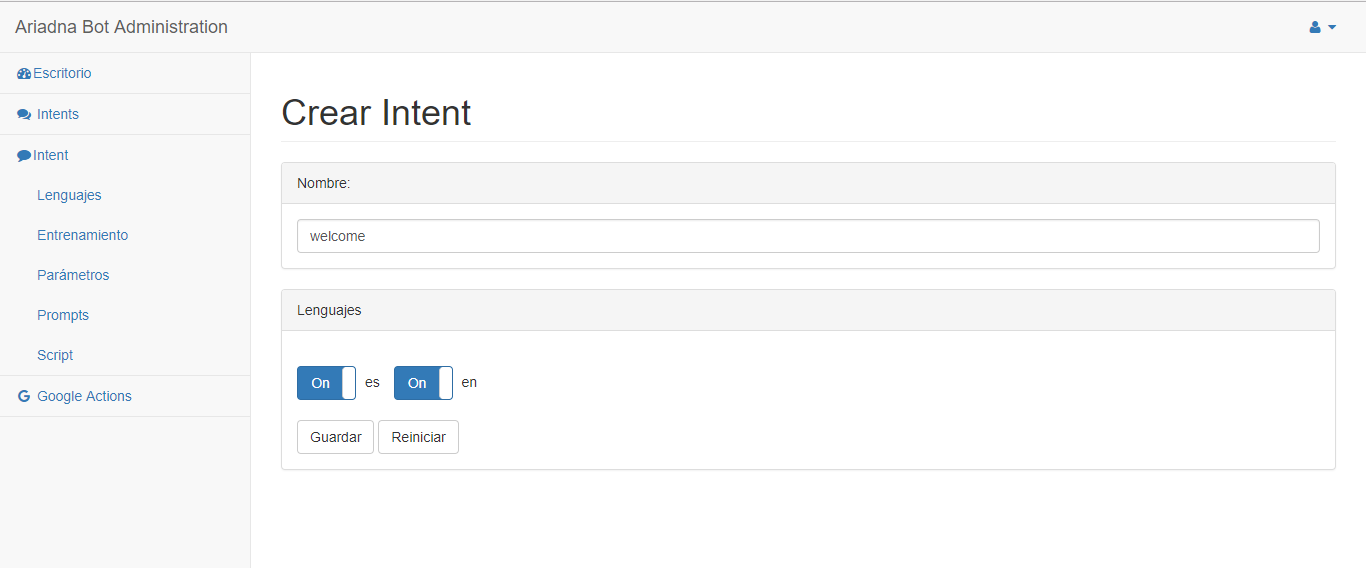 Ariadna Bot Administration
Escritorio
Intents
Intent
Lenguajes
Entrenamiento
Parámetros
Prompts
Script
Google Actions
Crear Intent
Nombre:
welcome
Lenguajes
On es On en
Guardar Reiniciar